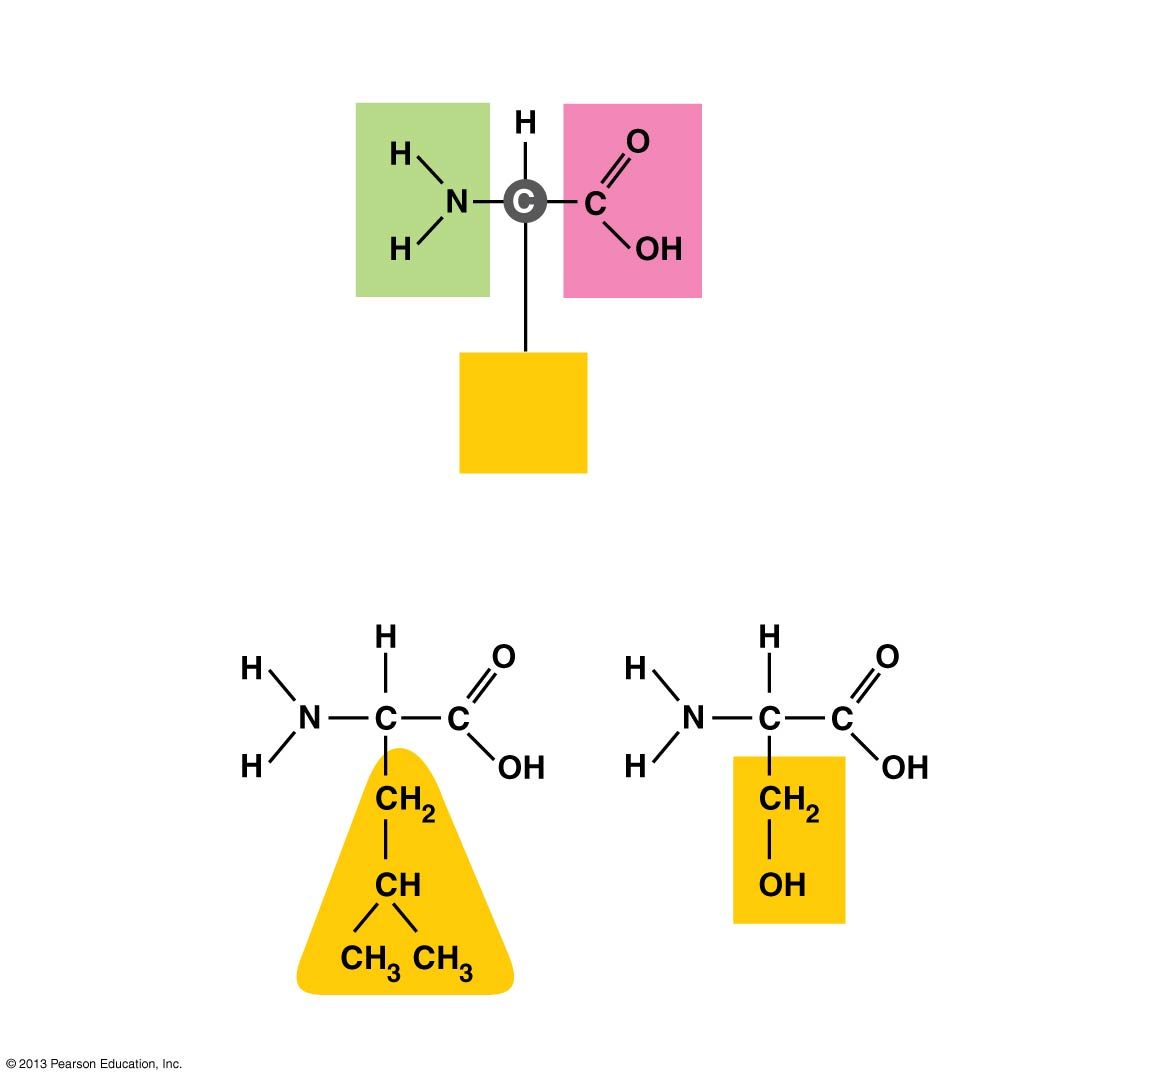 H
H O
N C C
H OH
H H
H O H O
N C C N C C
H OH H OH
CH2 CH2
CH OH
CH3 CH3
© 2013 Pearson Education, Inc.